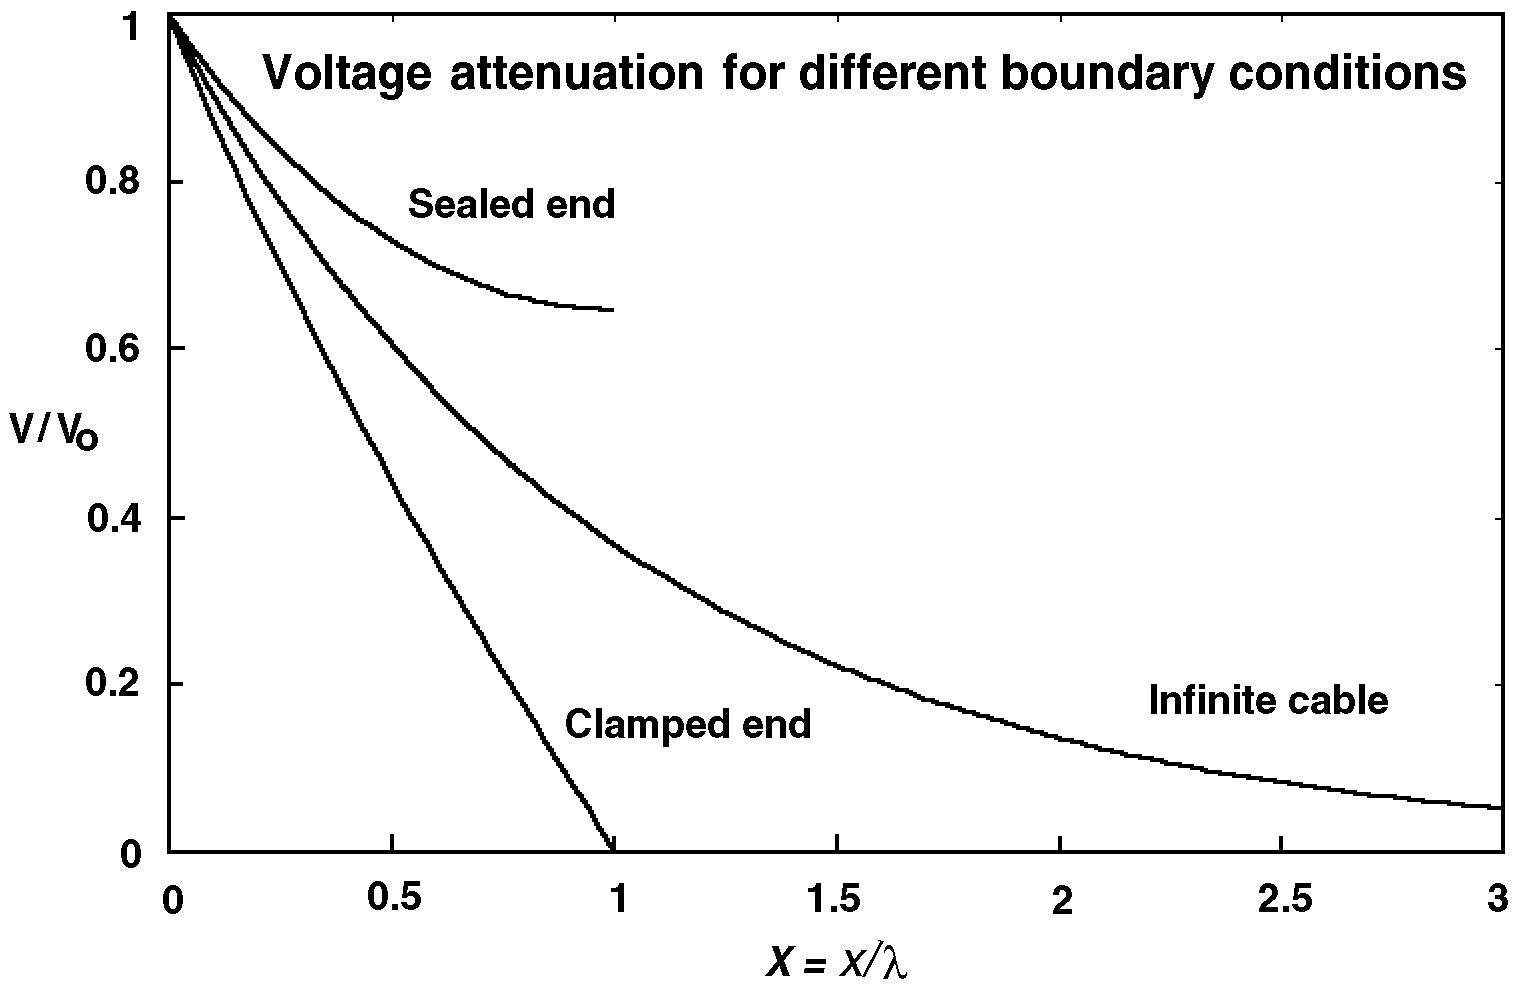 Voltage attenuation for different boundary conditions
1
0.8
0.6
0.4
0.2
0
V/Vo
Sealed end
Clamped end
Infinite cable
0 0.5 1 1.5 2 2.5 3
X = x/λ